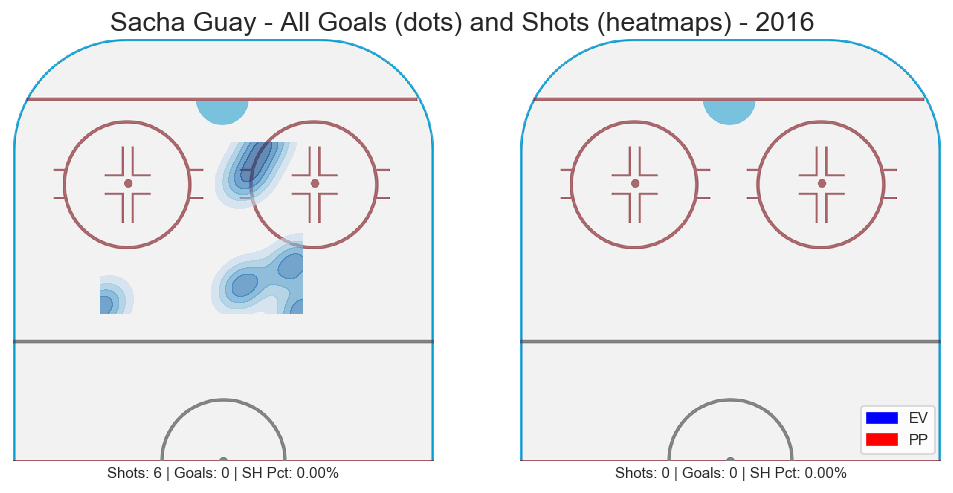 Sacha Guay - All Goals (dots) and Shots (heatmaps) - 2016
EV
PP
Shots: 6 | Goals: 0 | SH Pct: 0.00%
Shots: 0 | Goals: 0 | SH Pct: 0.00%